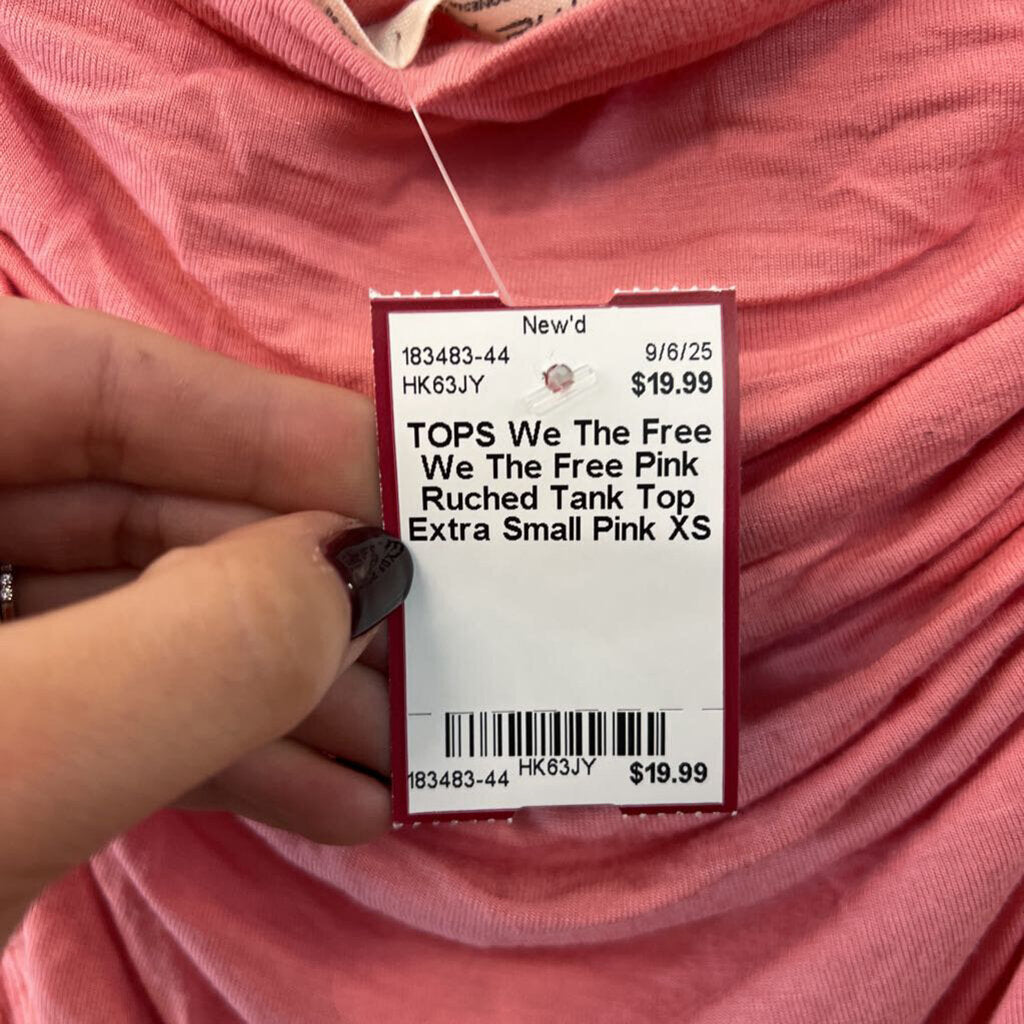 New'd
183483-44 9/6/25
HK63JY $19.99
TOPS We The Free
We The Free Pink
Ruched Tank Top
Extra Small Pink XS
183483-44 HK63JY $19.99